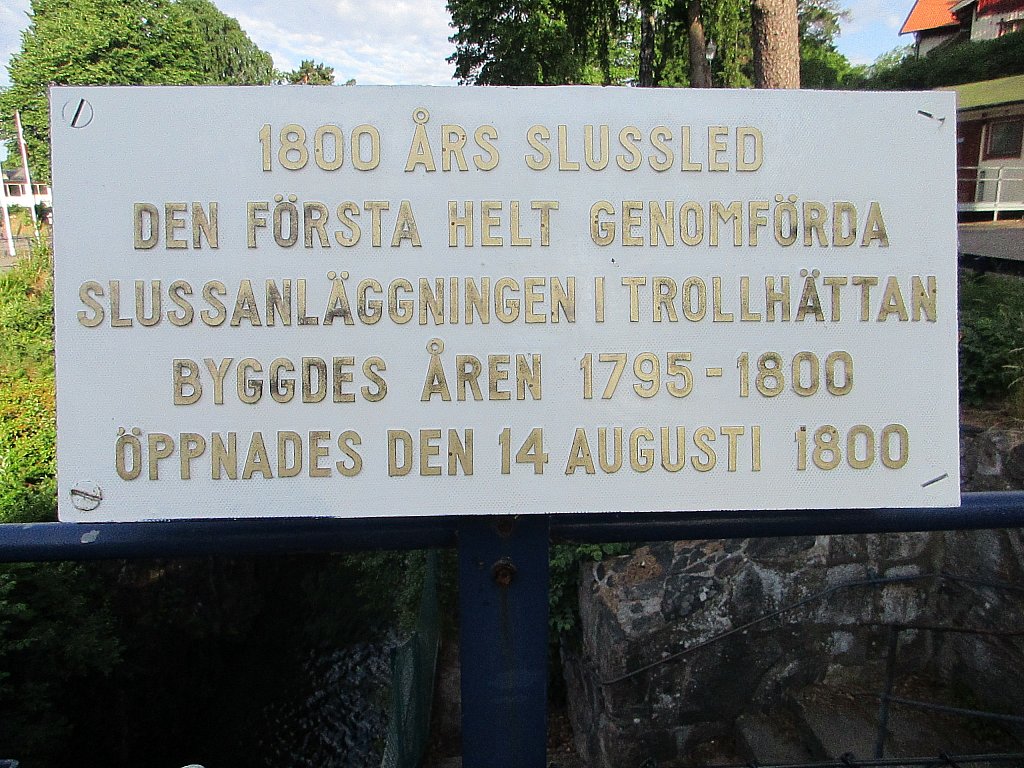 1800 ÅRS SLUSSLED
DEN FÖRSTA HELT GENOMFÖRDA
SLUSSANLÄGGNINGEN I TROLLHÄTTAN
BYGGDES ÅREN 1795-1800
ÖPPNADES DEN 14 AUGUSTI 1800